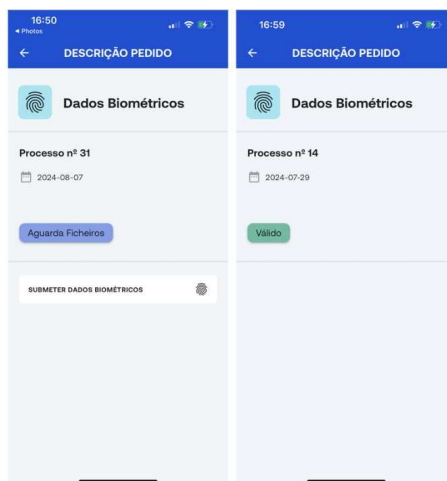 16:50
◄ Photos
DESCRIÇÃO PEDIDO
Dados Biométricos
Processo nº 31
2024-08-07
Aguarda Ficheiros
SUBMETER DADOS BIOMÉTRICOS
16:59
DESCRIÇÃO PEDIDO
Dados Biométricos
Processo nº 14
2024-07-29
Válido